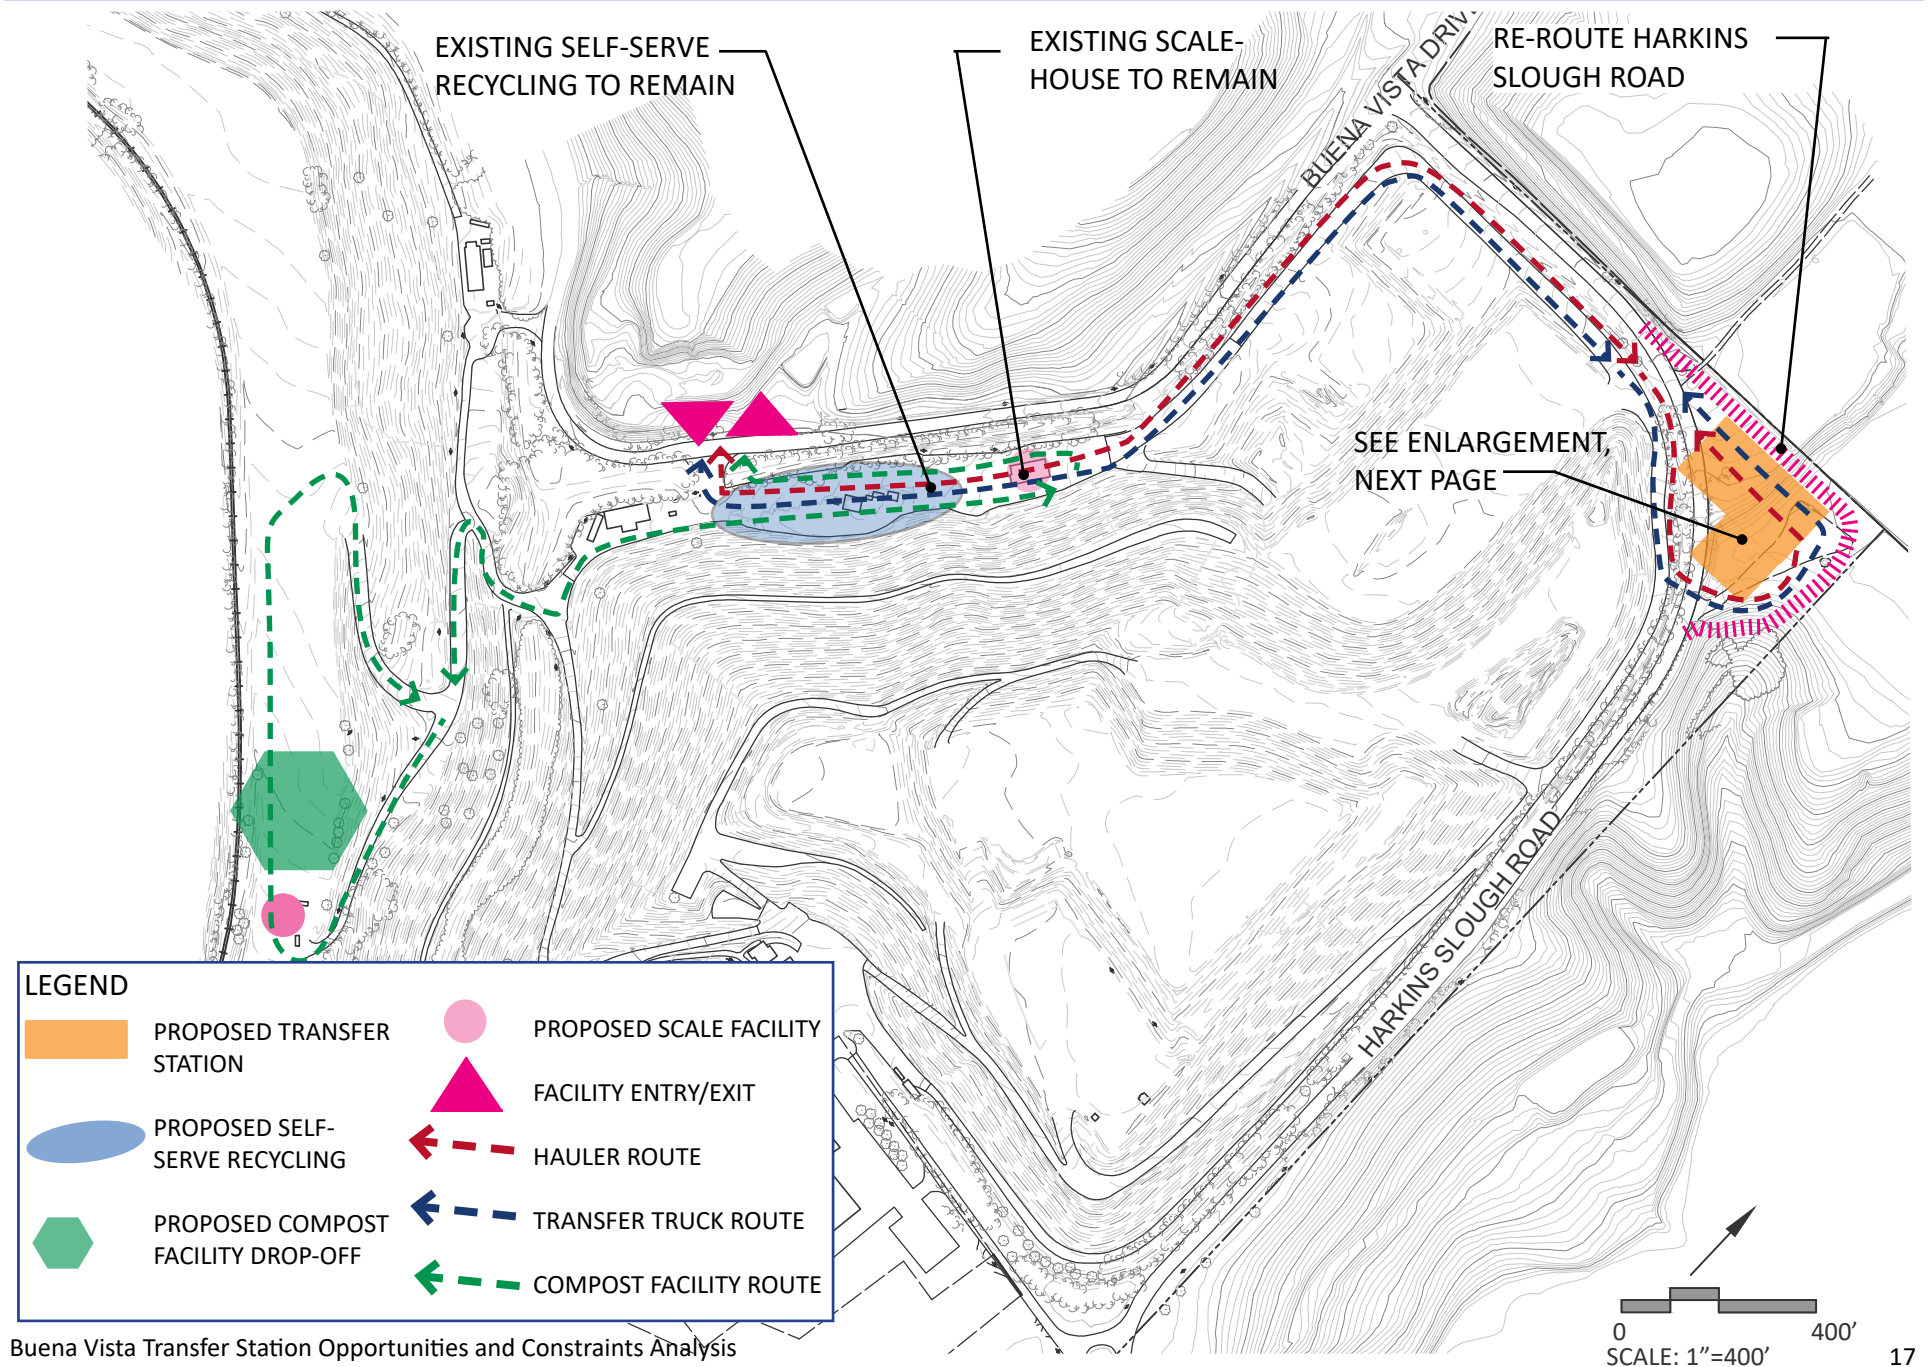 EXISTING SELF-SERVE
RECYCLING TO REMAIN
EXISTING SCALE-
HOUSE TO REMAIN
RE-ROUTE HARKINS
SLOUGH ROAD
BUENA VISTA DRIV
SEE ENLARGEMENT,
NEXT PAGE
HARKINS SLOUGH ROAD
LEGEND
PROPOSED TRANSFER
STATION
PROPOSED SELF-
SERVE RECYCLING
PROPOSED COMPOST
FACILITY DROP-OFF
PROPOSED SCALE FACILITY
FACILITY ENTRY/EXIT
HAULER ROUTE
TRANSFER TRUCK ROUTE
COMPOST FACILITY ROUTE
0 400'
SCALE: 1”=400’
Buena Vista Transfer Station Opportunities and Constraints Analysis
17